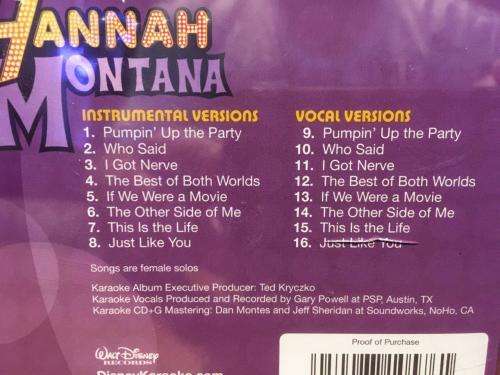 HANNAH
MONTANA
INSTRUMENTAL VERSIONS
1. Pumpin' Up the Party
2. Who Said
3. I Got Nerve
4. The Best of Both Worlds
5. If We Were a Movie
6. The Other Side of Me
7. This Is the Life
8. Just Like You
VOCAL VERSIONS
9. Pumpin' Up the Party
10. Who Said
11. I Got Nerve
12. The Best of Both Worlds
13. If We Were a Movie
14. The Other Side of Me
15. This Is the Life
16. Just Like You
Songs are female solos
Karaoke Album Executive Producer: Ted Kryczko
Karaoke Vocals Produced and Recorded by Gary Powell at PSP, Austin, TX
Karaoke CD+G Mastering: Dan Montes and Jeff Sheridan at Soundworks, NoHo, CA
Proof of Purchase
WALT DISNEY
RECORDS
DisneyKaraoke.com